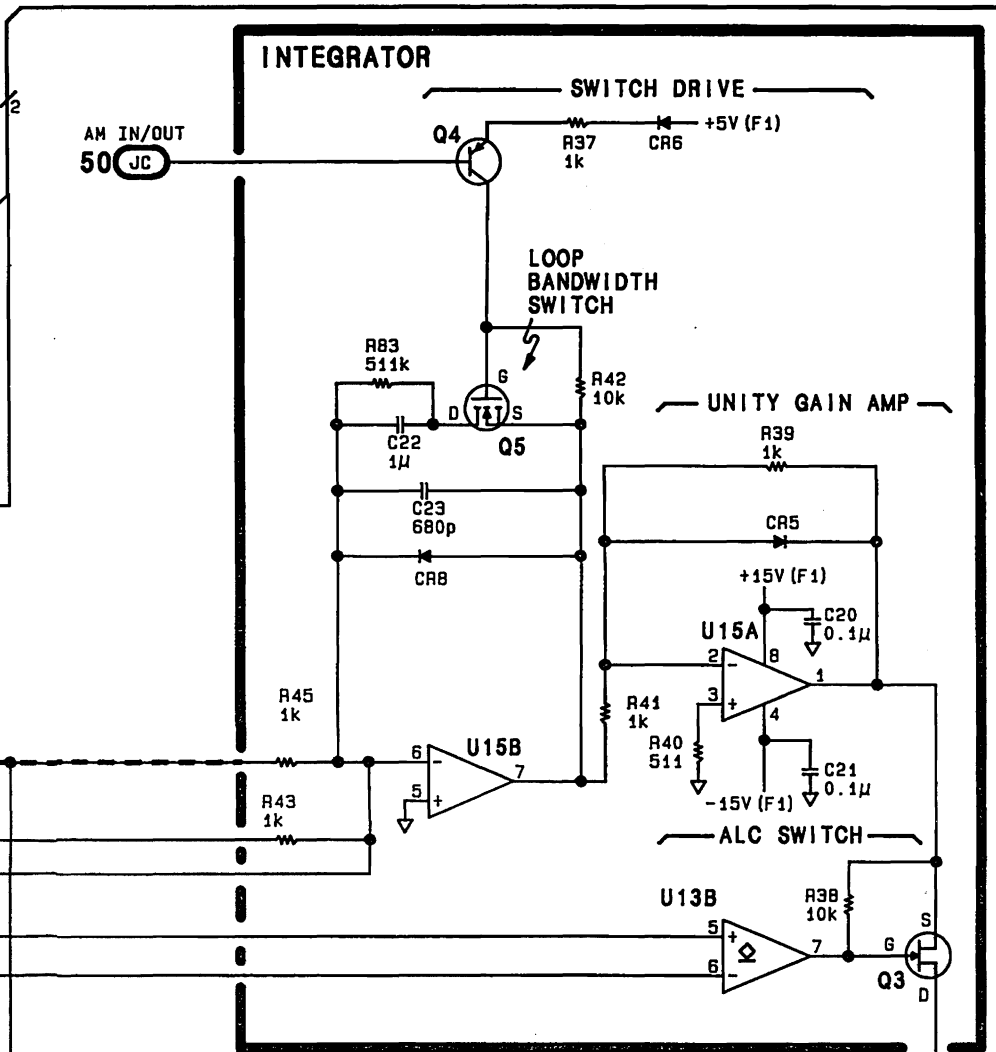 INTEGRATOR
SWITCH DRIVE
2
AM IN/OUT
50 JC
Q4
R37
1k
CR6
+5V (F1)
LOOP
BANDWIDTH
SWITCH
R83
511k
G
D
S
Q5
R42
10k
C22
1µ
C23
680p
CR8
UNITY GAIN AMP
R39
1k
CR5
+15V (F1)
C20
0.1µ
U15A
8
2 -
1
3 +
4
R41
1k
R40
511
C21
0.1µ
-15V (F1)
R45
1k
U15B
6 -
7
5 +
R43
1k
ALC SWITCH
U13B
R38
10k
5 +
7
6 -
S
G
Q3
D